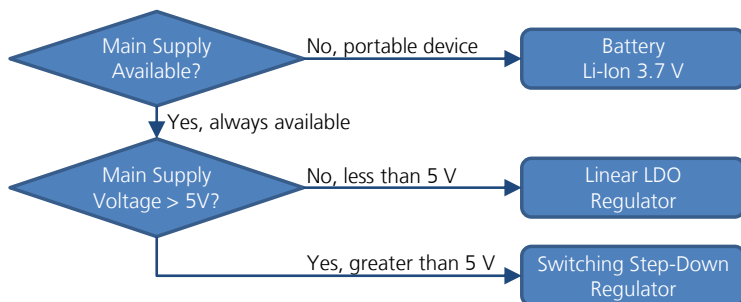 Main Supply
Available?
No, portable device
Battery
Li-Ion 3.7 V
Yes, always available
Main Supply
Voltage > 5V?
No, less than 5 V
Linear LDO
Regulator
Yes, greater than 5 V
Switching Step-Down
Regulator